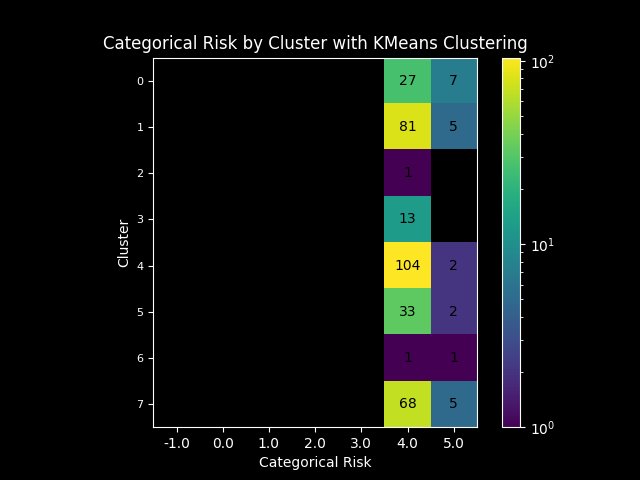 Categorical Risk by Cluster with KMeans Clustering
0 27 7
1 81 5
2 1
3 13
4 104 2
5 33 2
6 1 1
7 68 5
-1.0 0.0 1.0 2.0 3.0 4.0 5.0
Categorical Risk
Cluster
10²
10¹
10⁰